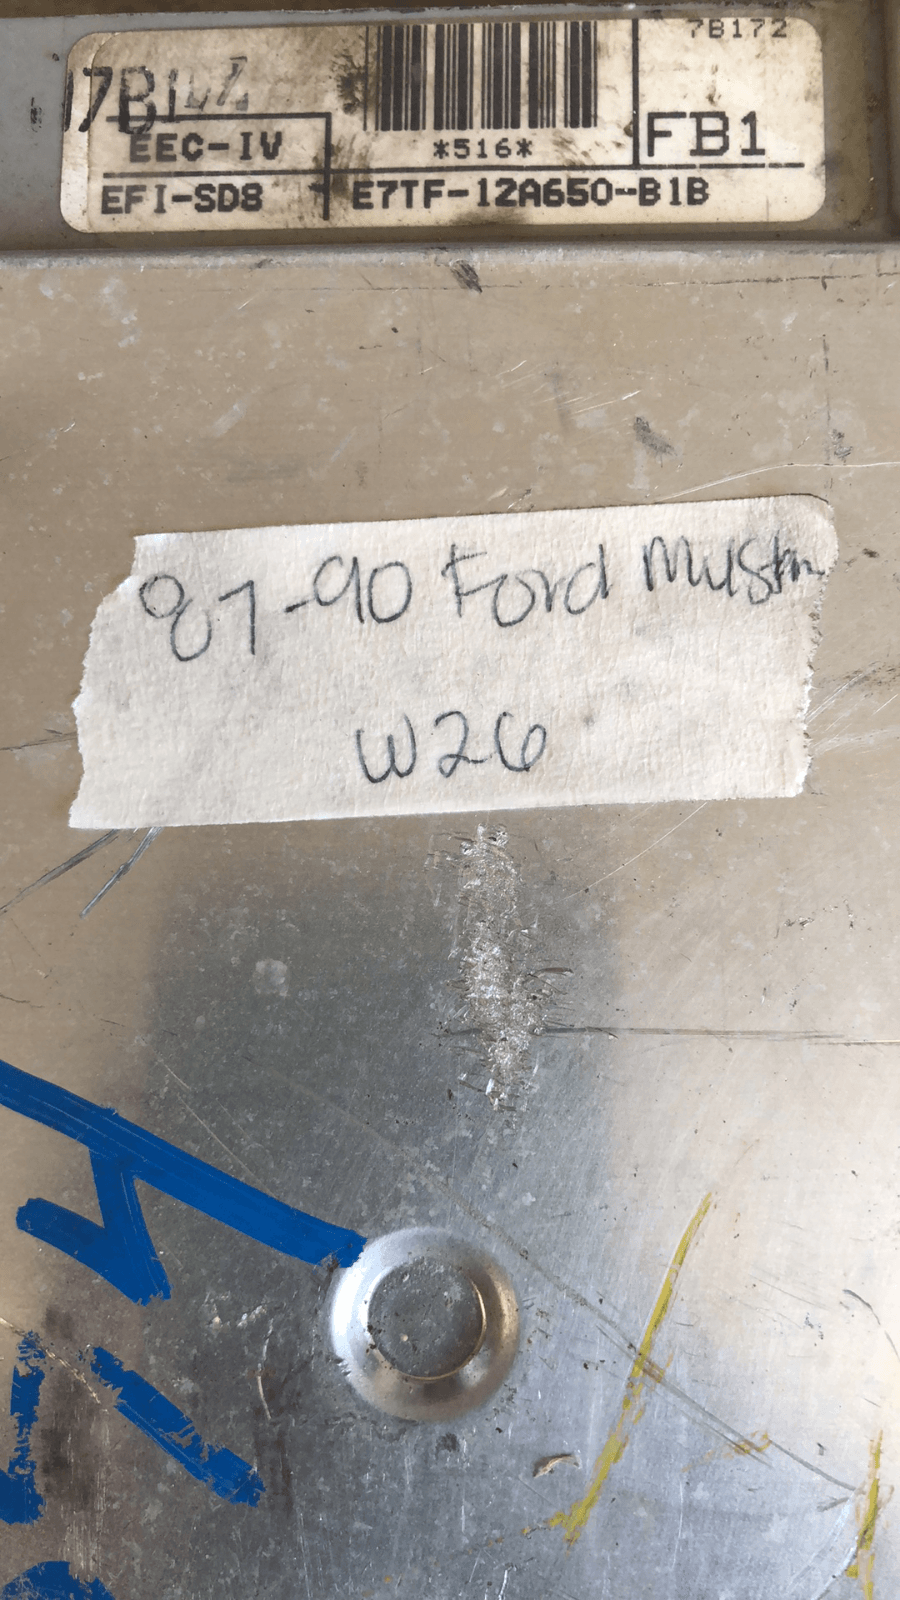 7B172
EEC-IV
*516*
FB1
EFI-SD8
E7TF-12A650-B1B
87-90 Ford Mustn
W26